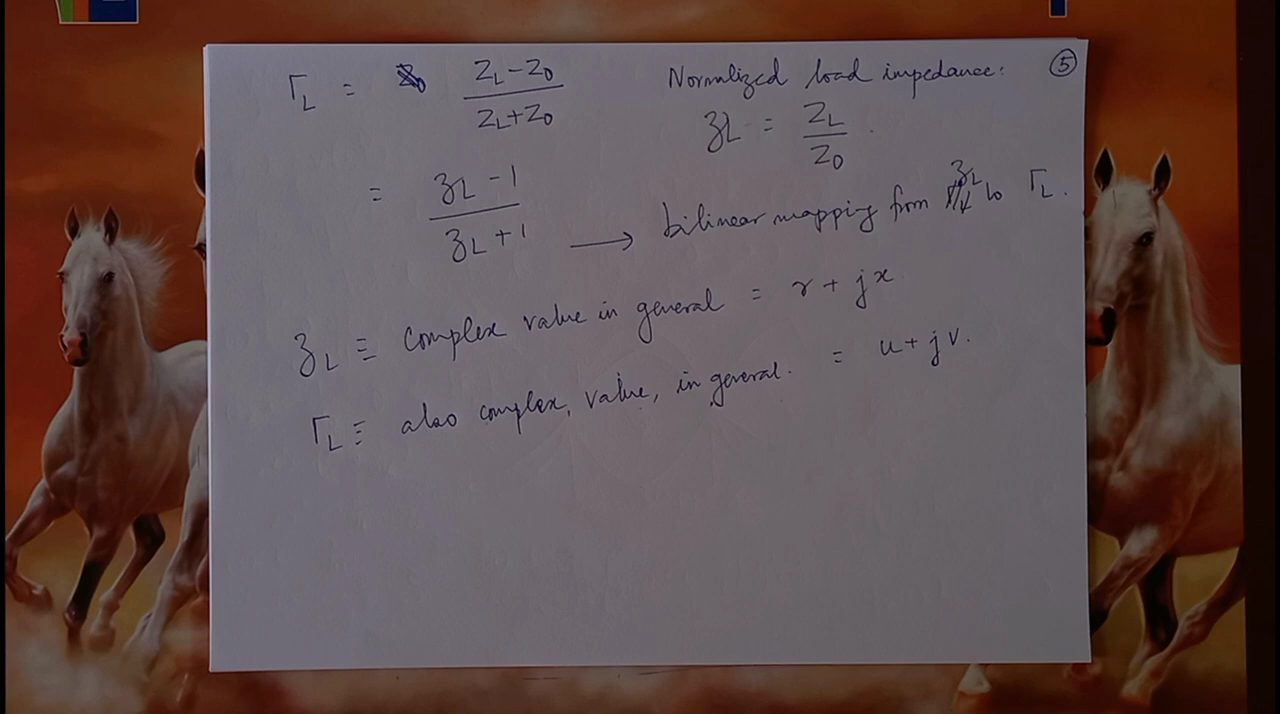 Γ_L = (Z_L - Z_0)/(Z_L + Z_0)
Normalized load impedance: ⑤
z_L = Z_L/Z_0.
= (z_L - 1)/(z_L + 1) → bilinear mapping from z_L to Γ_L.
z_L ≡ complex value in general = r + jx.
Γ_L ≡ also complex, value, in general. = u + jv.